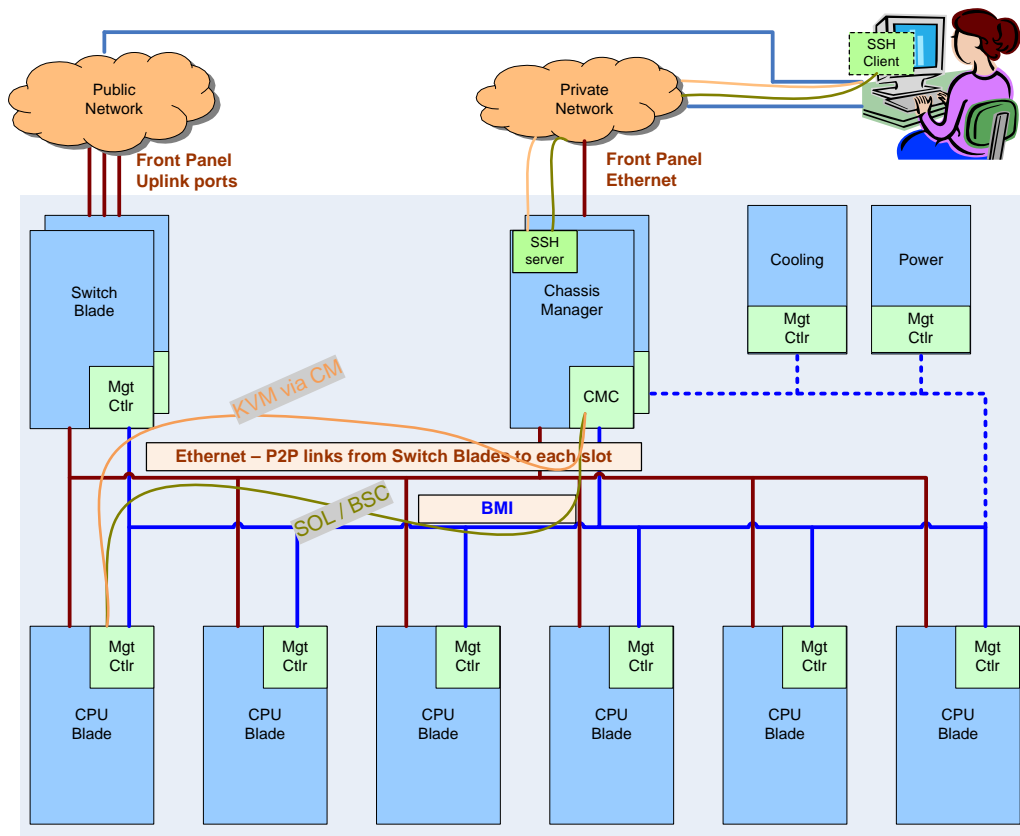 SSH
Client
Public
Network
Private
Network
Front Panel
Uplink ports
Front Panel
Ethernet
SSH
server
Switch
Blade
Chassis
Manager
Cooling
Power
Mgt
Ctlr
Mgt
Ctlr
Mgt
Ctlr
CMC
KVM via CM
Ethernet – P2P links from Switch Blades to each slot
SOL / BSC
BMI
Mgt
Ctlr
Mgt
Ctlr
Mgt
Ctlr
Mgt
Ctlr
Mgt
Ctlr
Mgt
Ctlr
CPU
Blade
CPU
Blade
CPU
Blade
CPU
Blade
CPU
Blade
CPU
Blade